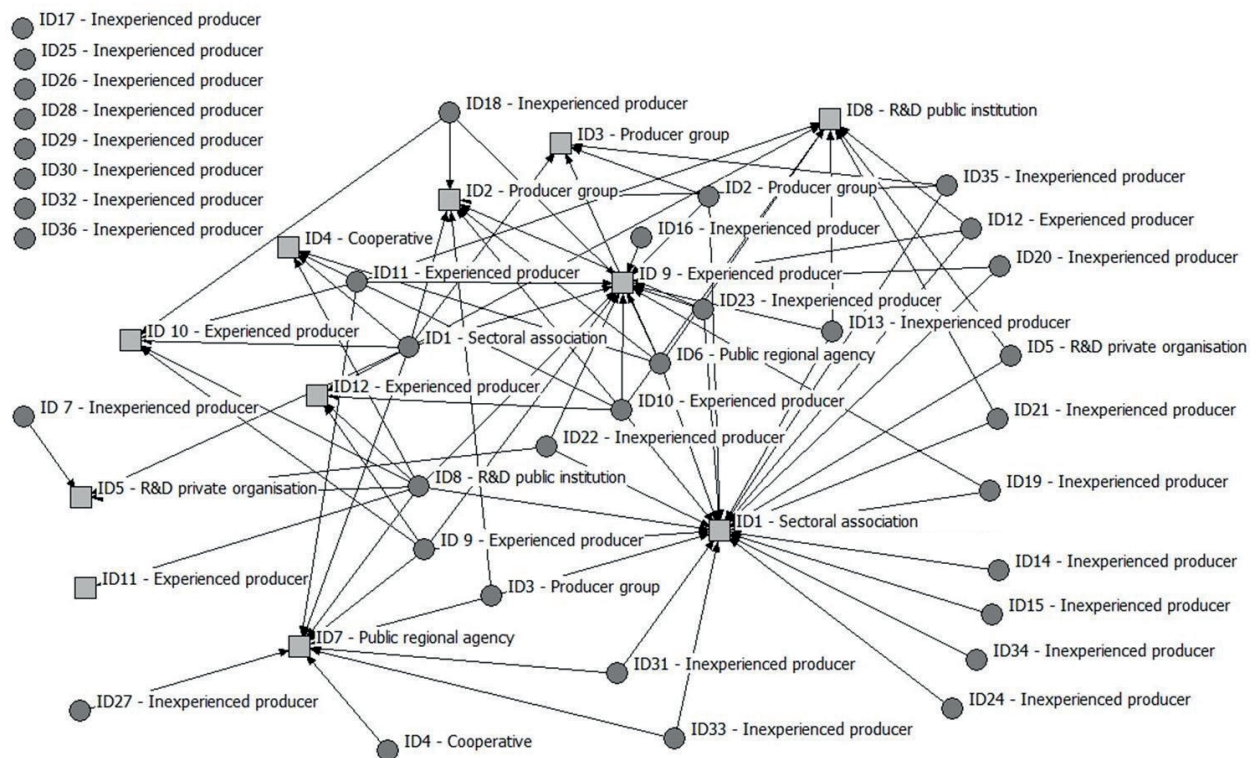 ID17 - Inexperienced producer
ID25 - Inexperienced producer
ID26 - Inexperienced producer
ID28 - Inexperienced producer
ID29 - Inexperienced producer
ID30 - Inexperienced producer
ID32 - Inexperienced producer
ID36 - Inexperienced producer
ID18 - Inexperienced producer
ID8 - R&D public institution
ID3 - Producer group
ID35 - Inexperienced producer
ID2 - Producer group
ID2 - Producer group
ID12 - Experienced producer
ID16 - Inexperienced producer
ID4 - Cooperative
ID20 - Inexperienced producer
ID11 - Experienced producer
ID 9 - Experienced producer
ID23 - Inexperienced producer
ID13 - Inexperienced producer
ID 10 - Experienced producer
ID1 - Sectoral association
ID5 - R&D private organisation
ID6 - Public regional agency
ID12 - Experienced producer
ID10 - Experienced producer
ID 7 - Inexperienced producer
ID21 - Inexperienced producer
ID22 - Inexperienced producer
ID5 - R&D private organisation
ID8 - R&D public institution
ID19 - Inexperienced producer
ID1 - Sectoral association
ID 9 - Experienced producer
ID14 - Inexperienced producer
ID11 - Experienced producer
ID3 - Producer group
ID15 - Inexperienced producer
ID7 - Public regional agency
ID34 - Inexperienced producer
ID31 - Inexperienced producer
ID27 - Inexperienced producer
ID24 - Inexperienced producer
ID33 - Inexperienced producer
ID4 - Cooperative